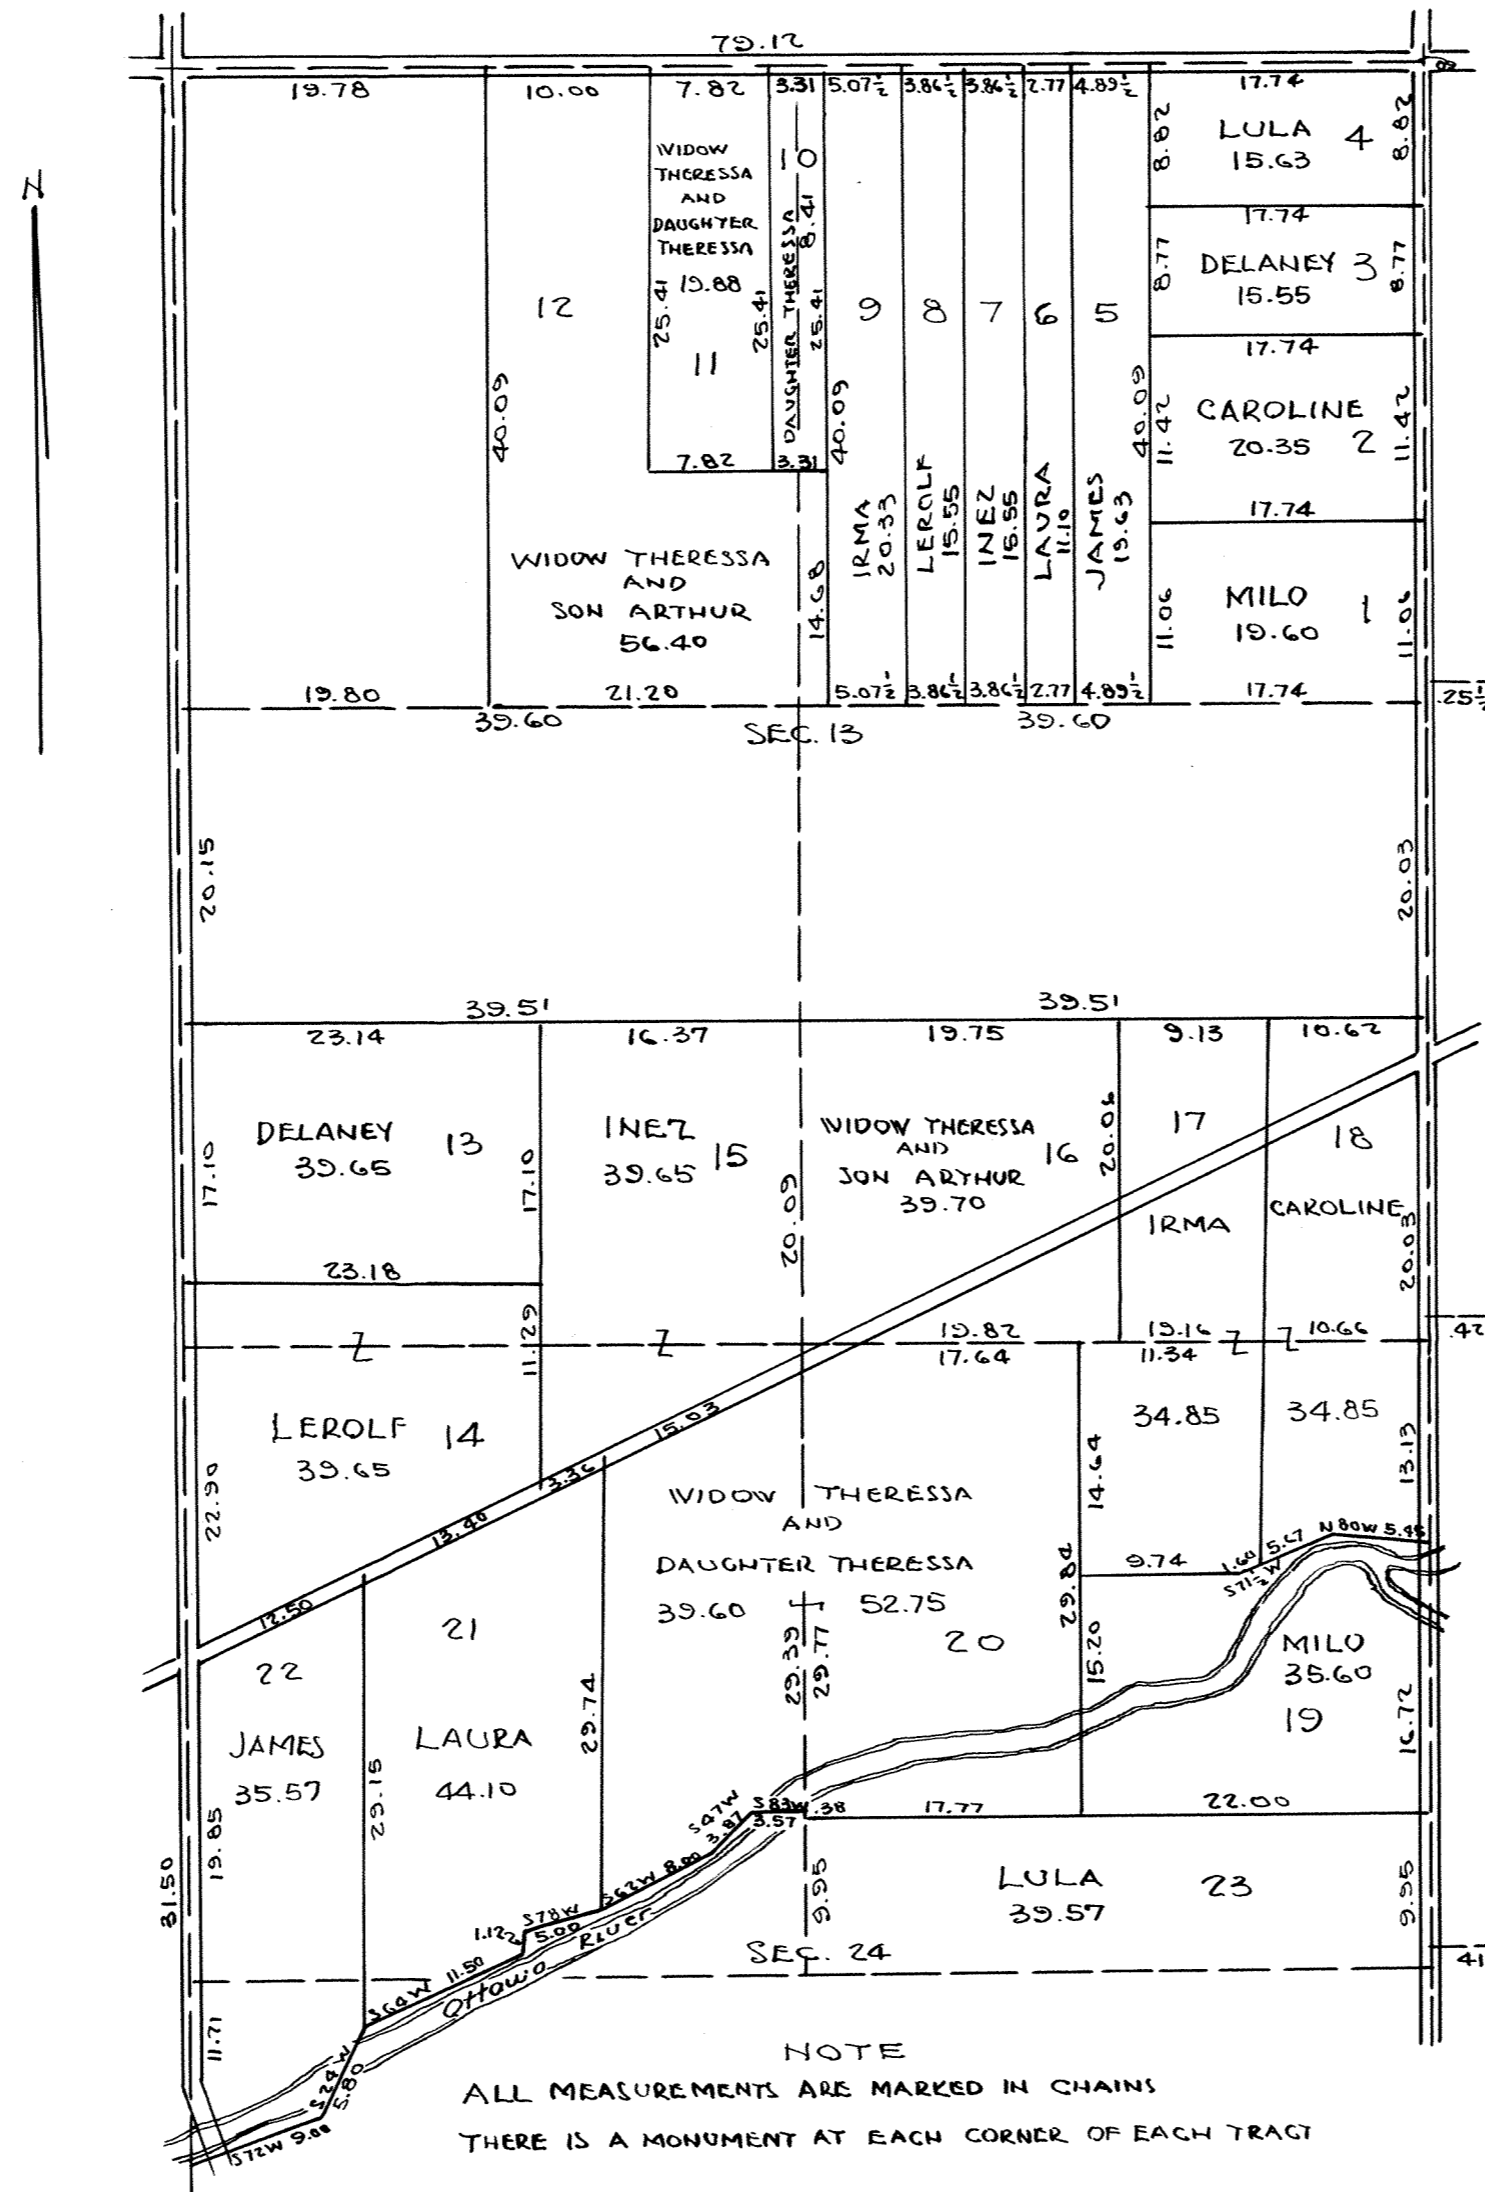 79.12
19.78 10.00 7.82 3.31 5.07½ 3.86½ 3.86½ 2.77 4.89½ 17.74
N
WIDOW
THERESSA
AND
DAUGHTER
THERESSA
19.88
11
25.41
25.41
7.82
DAUGHTER THERESSA
10
8.41
25.41
3.31
12
40.09
WIDOW THERESSA
AND
SON ARTHUR
56.40
14.68
40.09
9
IRMA
20.33
8
LEROLF
15.55
7
INEZ
15.55
6
LAURA
11.10
5
JAMES
19.63
40.09
8.82
LULA 4
15.63
8.82
17.74
8.77
DELANEY 3
15.55
8.77
17.74
11.42
CAROLINE
20.35 2
11.42
17.74
11.06
MILO 1
19.60
11.06
19.80 21.20 5.07½ 3.86½ 3.86½ 2.77 4.89½ 17.74
.25½
39.60 39.60
SEC. 13
20.15
20.03
39.51 39.51
23.14 16.37 19.75 9.13 10.62
17.10
DELANEY 13
39.65
17.10
23.18
INEZ 15
39.65
20.09
WIDOW THERESSA
AND 16
SON ARTHUR
39.70
20.06
17
IRMA
18
CAROLINE
20.03
11.29
19.82 19.16 10.66 .42
17.64 11.34
34.85 34.85
LEROLF 14
39.65
22.90
12.50 13.40 3.36 15.03
WIDOW THERESSA
AND
DAUGHTER THERESSA
39.60 52.75
20
29.39
29.77
14.64
29.84
15.20
13.13
9.74 1.60 5.67 N 80 W 5.45
S71½W
MILO
35.60
19
16.72
22
JAMES
35.57
21
LAURA
44.10
29.15
29.74
31.50
19.85
S 83 W .38 17.77 22.00
3.57
S 47 W
3.87
S 62 W 8.00
S 78 W
5.00
1.12
S 64 W 11.50
Ottawa River
9.95
LULA 23
39.57
9.95
SEC. 24
41
11.71
S 24 W
5.80
S 72 W 9.00
NOTE
ALL MEASUREMENTS ARE MARKED IN CHAINS
THERE IS A MONUMENT AT EACH CORNER OF EACH TRACT